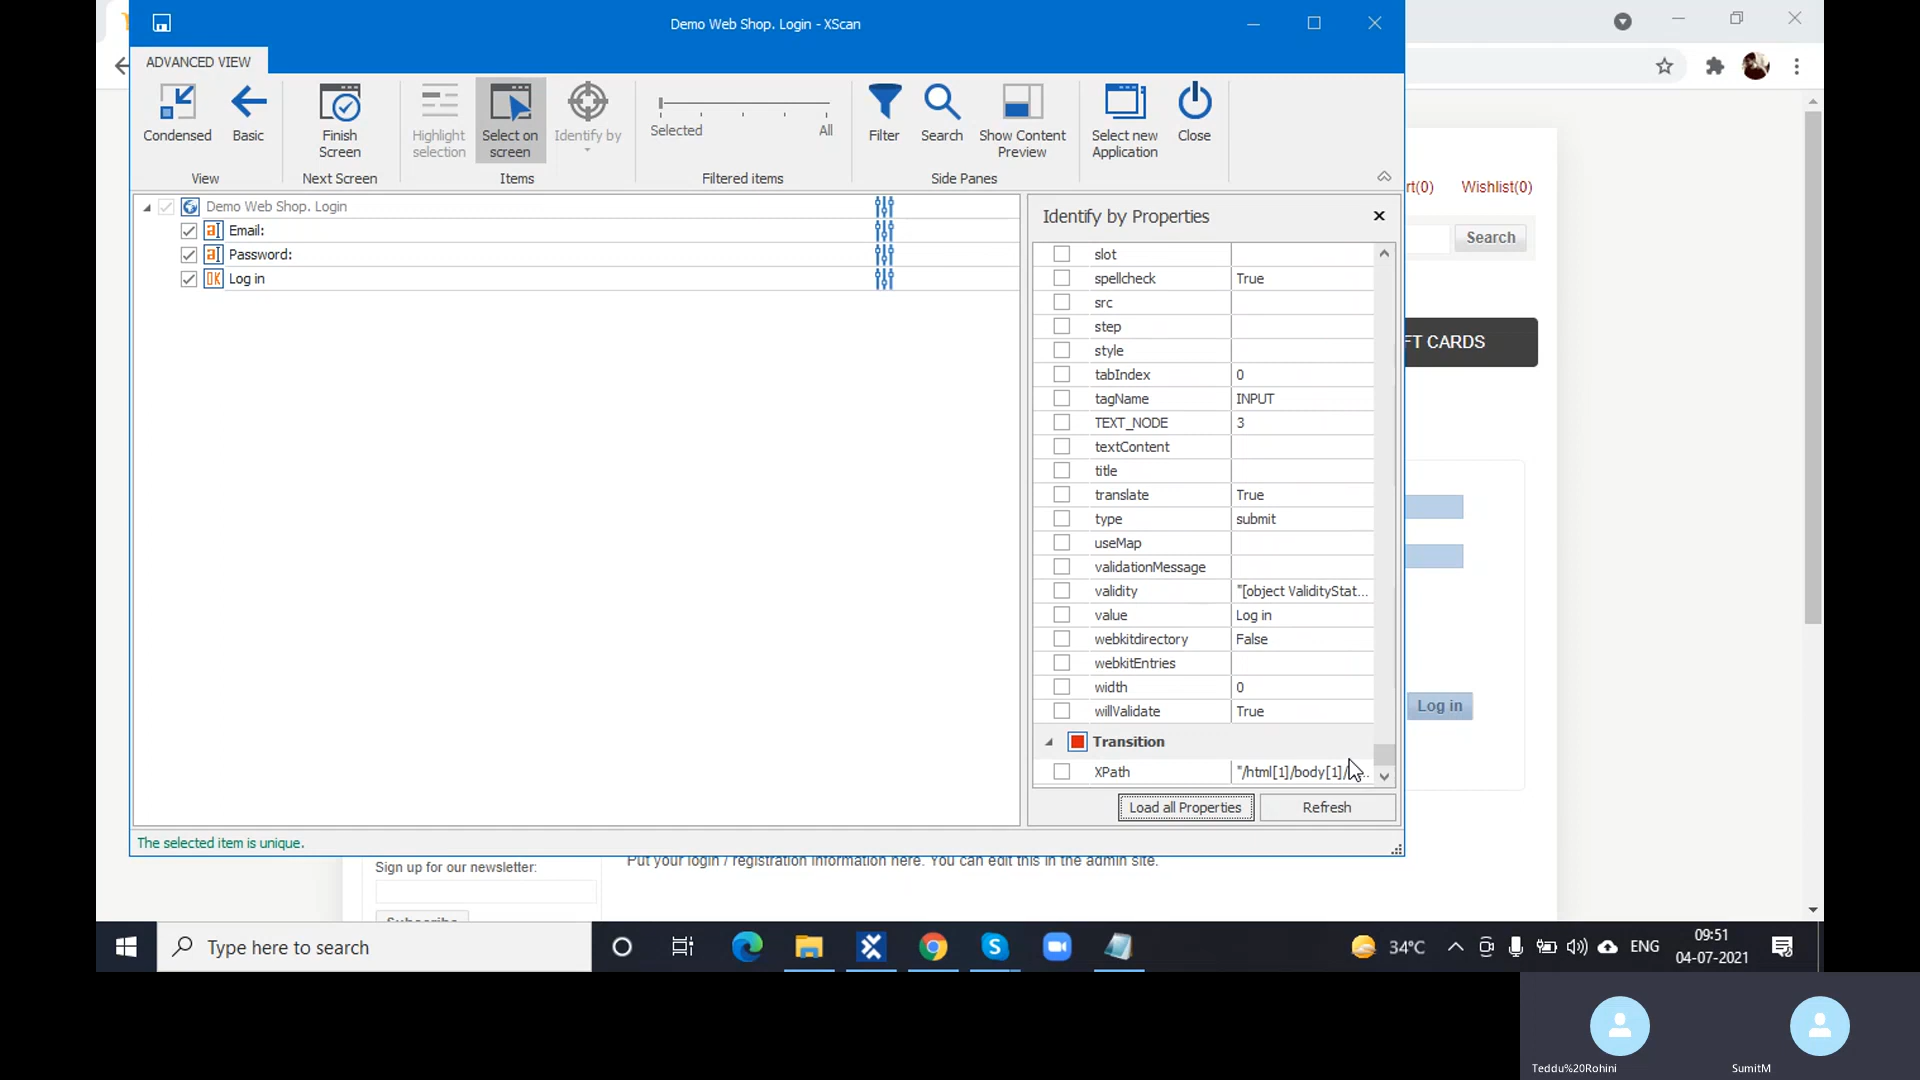 Demo Web Shop. Login - XScan
ADVANCED VIEW
Condensed
Basic
Finish Screen
Highlight selection
Select on screen
Identify by
Selected
All
Filter
Search
Show Content Preview
Select new Application
Close
View
Next Screen
Items
Filtered items
Side Panes
Demo Web Shop. Login
Email:
Password:
Log in
Identify by Properties
slot
spellcheck True
src
step
style
tabIndex 0
tagName INPUT
TEXT_NODE 3
textContent
title
translate True
type submit
useMap
validationMessage
validity "[object ValidityStat...
value Log in
webkitdirectory False
webkitEntries
width 0
willValidate True
Transition
XPath "/html[1]/body[1]/
Load all Properties
Refresh
The selected item is unique.
rt(0)
Wishlist(0)
Search
FT CARDS
Log in
Sign up for our newsletter:
Put your login / registration information here. You can edit this in the admin site.
Subscribe
Type here to search
34°C
ENG
09:51
04-07-2021
Teddu%20Rohini
SumitM